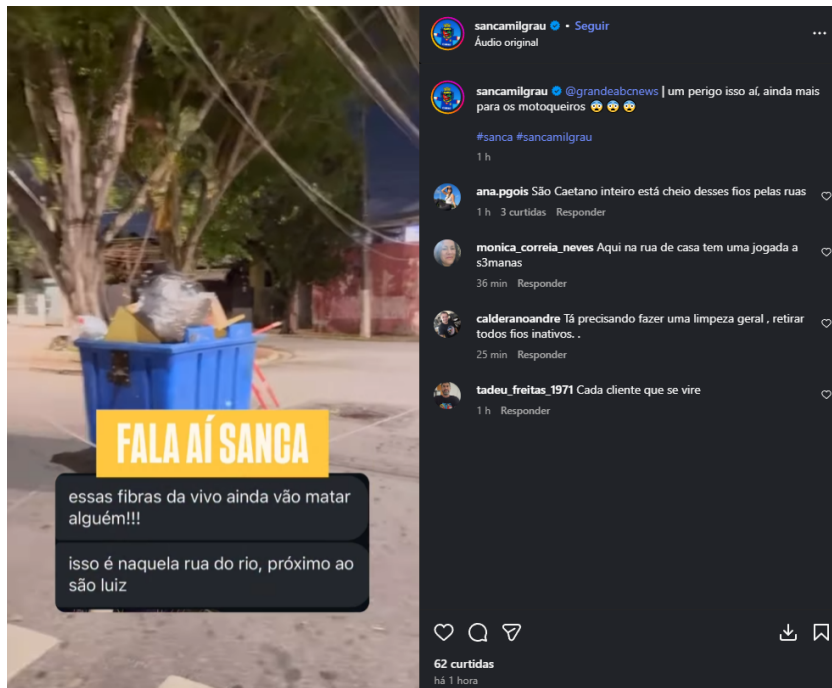 sancamilgrau • Seguir
Áudio original
sancamilgrau @grandeabcnews | um perigo isso aí, ainda mais
para os motoqueiros 😨 😨 😨
#sanca #sancamilgrau
1 h
ana.pgois São Caetano inteiro está cheio desses fios pelas ruas
1 h 3 curtidas Responder
monica_correia_neves Aqui na rua de casa tem uma jogada a
s3manas
36 min Responder
calderanoandre Tá precisando fazer uma limpeza geral , retirar
todos fios inativos. .
25 min Responder
tadeu_freitas_1971 Cada cliente que se vire
1 h Responder
FALA AÍ SANCA
essas fibras da vivo ainda vão matar
alguém!!!
isso é naquela rua do rio, próximo ao
são luiz
62 curtidas
há 1 hora